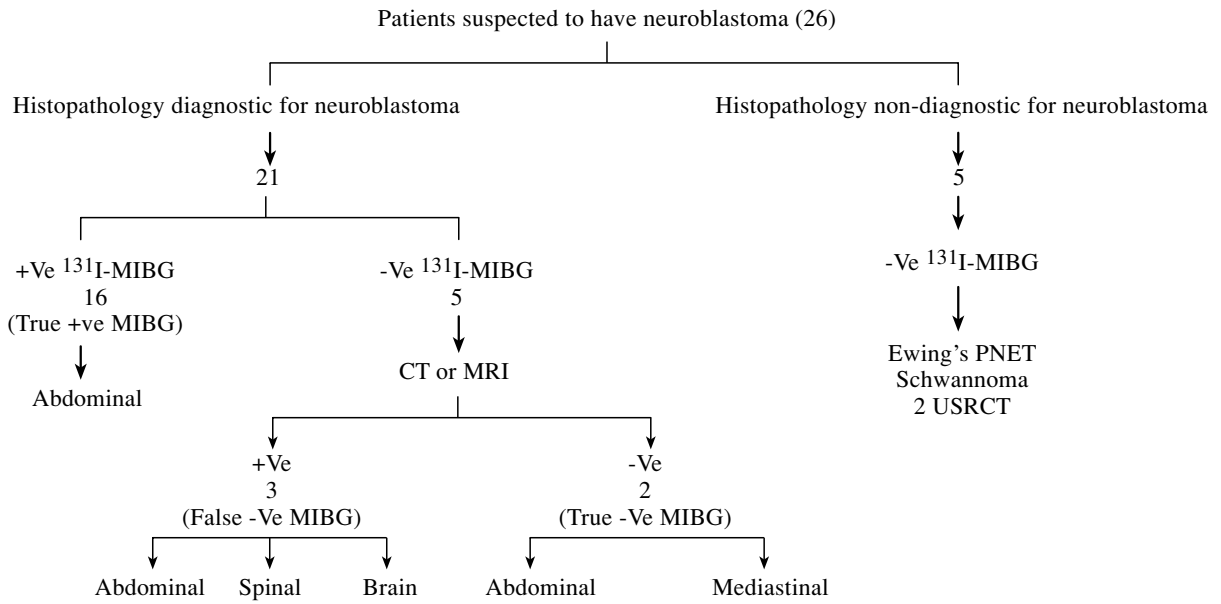 Patients suspected to have neuroblastoma (26)
Histopathology diagnostic for neuroblastoma
Histopathology non-diagnostic for neuroblastoma
21
5
+Ve ¹³¹I-MIBG
16
(True +ve MIBG)
-Ve ¹³¹I-MIBG
5
-Ve ¹³¹I-MIBG
Abdominal
CT or MRI
Ewing's PNET
Schwannoma
2 USRCT
+Ve
3
(False -Ve MIBG)
-Ve
2
(True -Ve MIBG)
Abdominal
Spinal
Brain
Abdominal
Mediastinal